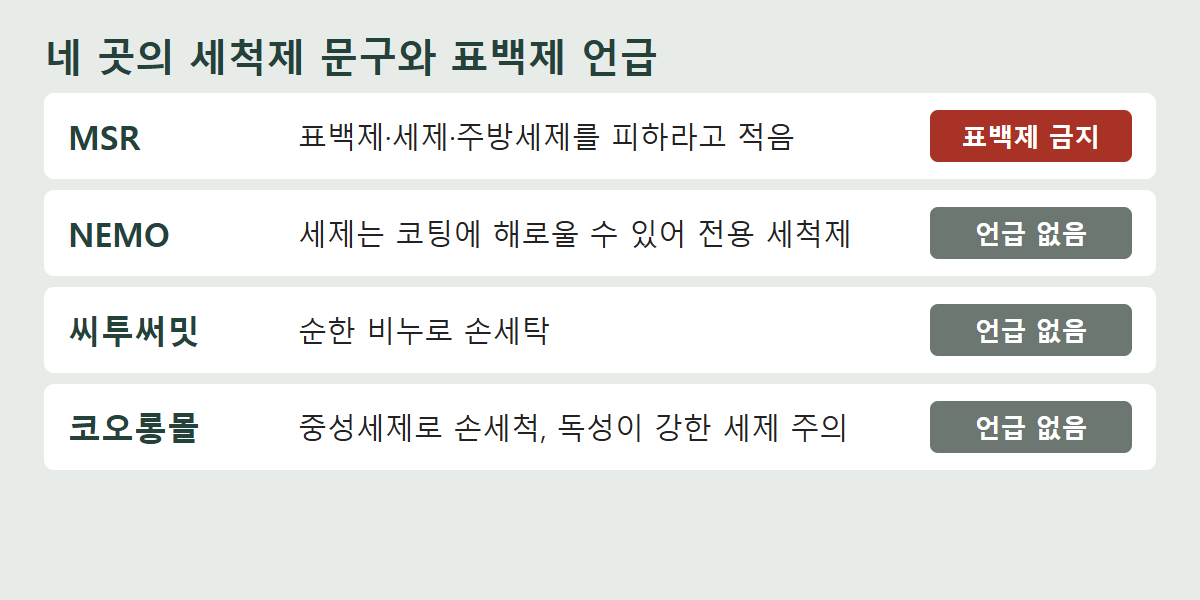 네 곳의 세척제 문구와 표백제 언급
MSR 표백제·세제·주방세제를 피하라고 적음 표백제 금지
NEMO 세제는 코팅에 해로울 수 있어 전용 세척제 언급 없음
씨투써밋 순한 비누로 손세탁 언급 없음
코오롱몰 중성세제로 손세척, 독성이 강한 세제 주의 언급 없음